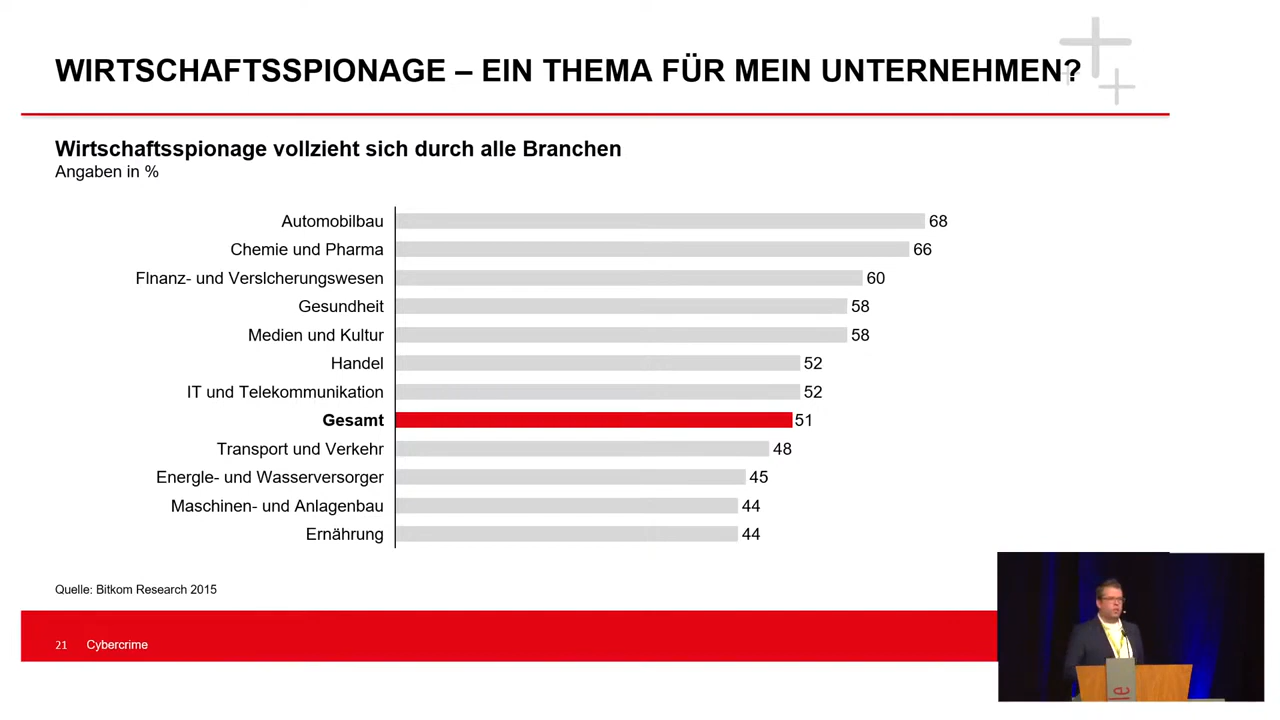 WIRTSCHAFTSSPIONAGE – EIN THEMA FÜR MEIN UNTERNEHMEN?
Wirtschaftsspionage vollzieht sich durch alle Branchen
Angaben in %
Automobilbau 68
Chemie und Pharma 66
FInanz- und VersIcherungswesen 60
Gesundheit 58
Medien und Kultur 58
Handel 52
IT und Telekommunikation 52
Gesamt 51
Transport und Verkehr 48
EnergIe- und Wasserversorger 45
Maschinen- und Anlagenbau 44
Ernährung 44
Quelle: Bitkom Research 2015
21 Cybercrime